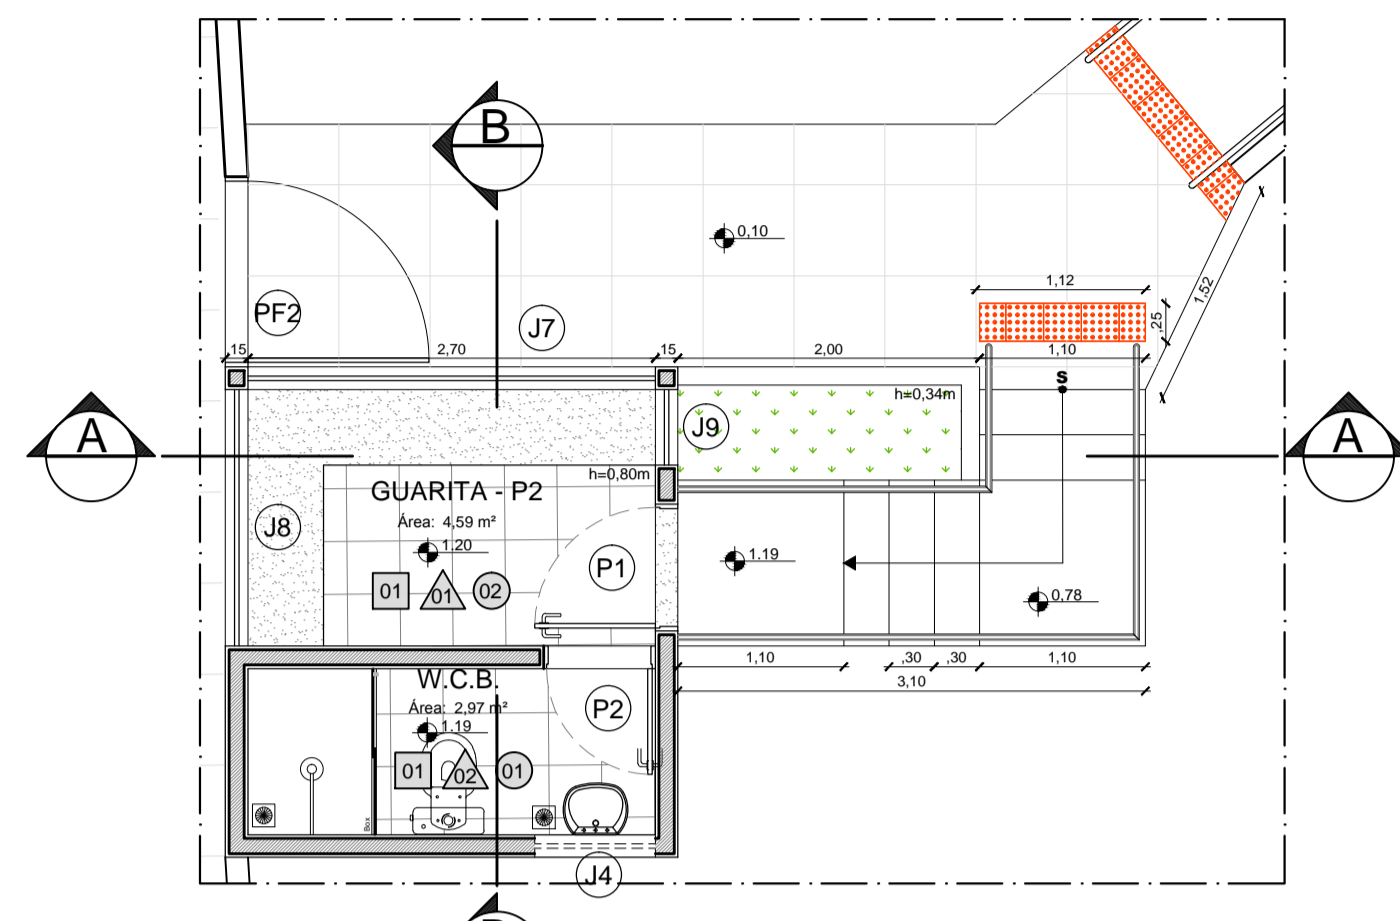 B
0,10
1,12
1,52
,25
PF2
J7
15
2,70
15
2,00
1,10
S
h=0,34m
J9
A
A
h=0,80m
GUARITA - P2
Área: 4,59 m²
1.20
J8
P1
1.19
01
01
02
0,78
1,10
,30
,30
1,10
3,10
W.C.B.
Área: 2,97 m²
1.19
P2
01
02
01
Box
J4